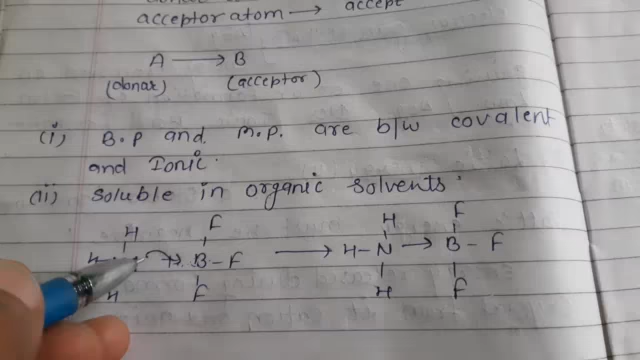 acceptor atom → accept
A → B
(donar) (acceptor)
(i) B.P and M.P. are b/w covalent
and Ionic.
(ii) Soluble in organic solvents.
H F H F
B - F → H - N → B - F
H F H F